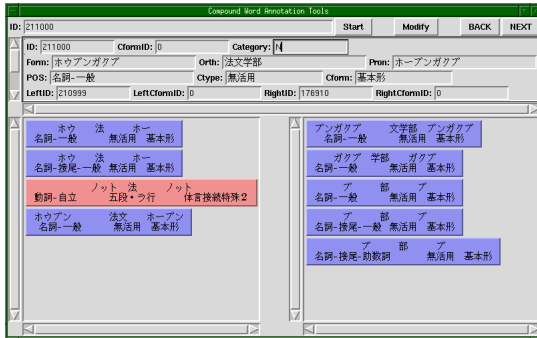 Compound Word Annotation Tools
ID: 211000 Start Modify BACK NEXT
ID: 211000 CformID: 0 Category: N
Form: ホウブンガクブ Orth: 法文学部 Pron: ホーブンガクブ
POS: 名詞-一般 Ctype: 無活用 Cform: 基本形
LeftID: 210999 LeftCformID: 0 RightID: 176910 RightCformID: 0
ホウ 法 ホー
名詞-一般 無活用 基本形
ホウ 法 ホー
名詞-接尾-一般 無活用 基本形
ノット 法 ノット
動詞-自立 五段・ラ行 体言接続特殊2
ホウブン 法文 ホーブン
名詞-一般 無活用 基本形
ブンガクブ 文学部 ブンガクブ
名詞-一般 無活用 基本形
ガクブ 学部 ガクブ
名詞-一般 無活用 基本形
ブ 部 ブ
名詞-一般 無活用 基本形
ブ 部 ブ
名詞-接尾-一般 無活用 基本形
ブ 部 ブ
名詞-接尾-助数詞 無活用 基本形